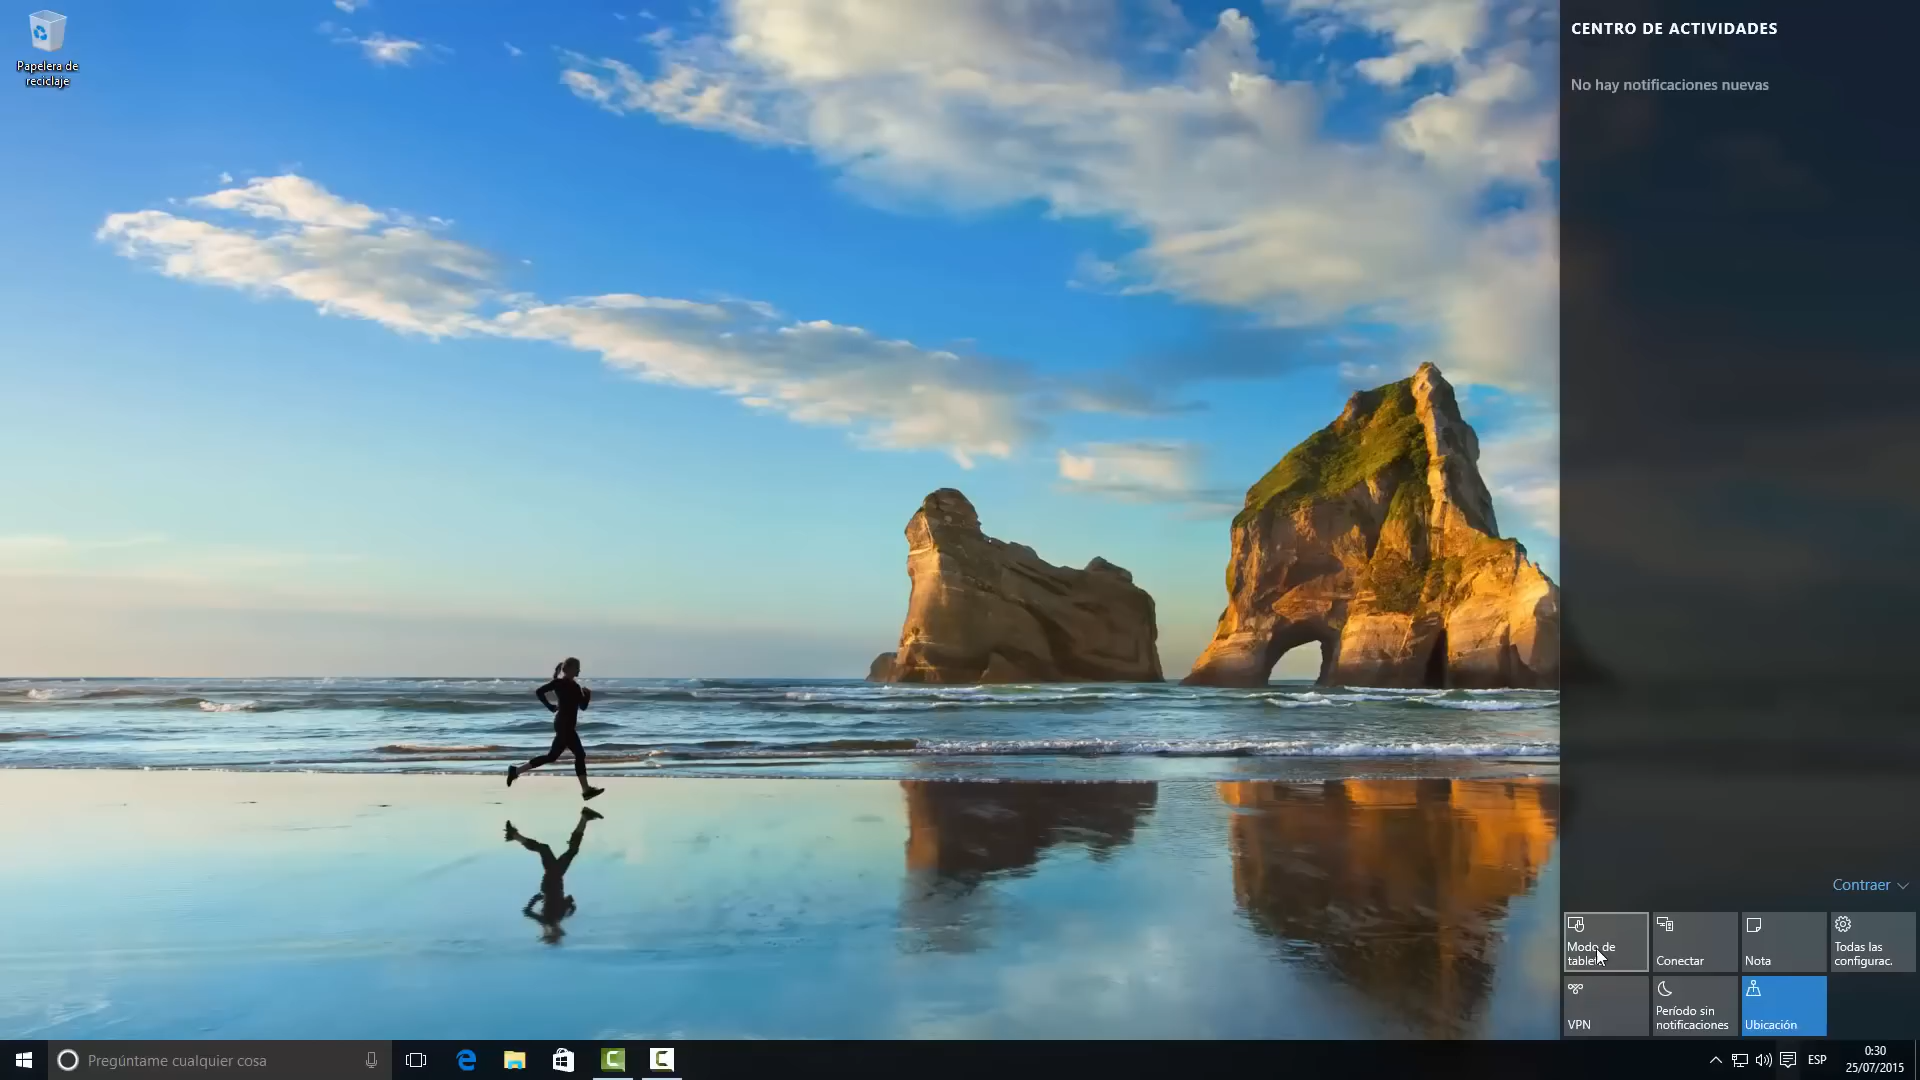 Papelera de
reciclaje
CENTRO DE ACTIVIDADES
No hay notificaciones nuevas
Contraer
Modo de
tableta
Conectar
Nota
Todas las
configurac.
VPN
Período sin
notificaciones
Ubicación
Pregúntame cualquier cosa
ESP
0:30
25/07/2015